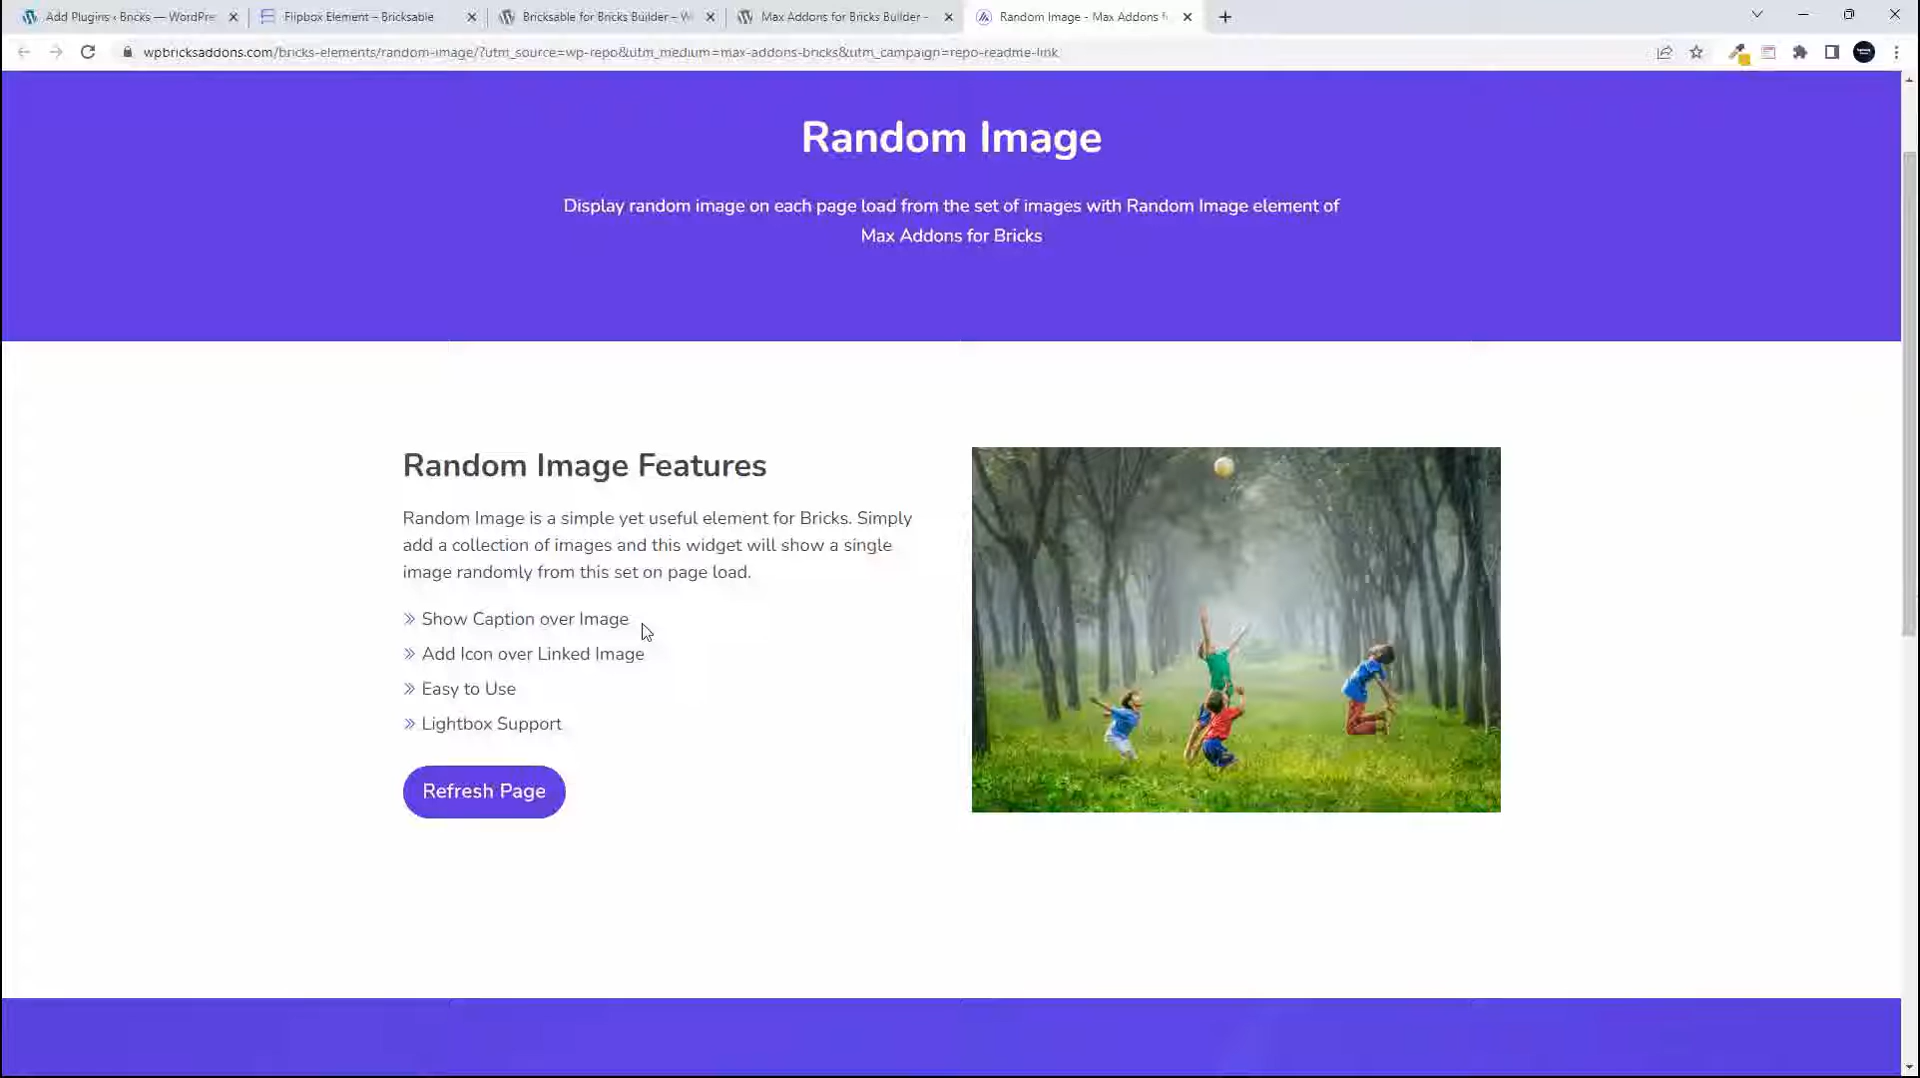 Add Plugins ‹ Bricks — WordPre
Flipbox Element – Bricksable
Bricksable for Bricks Builder – W
Max Addons for Bricks Builder –
Random Image - Max Addons f
wpbricksaddons.com/bricks-elements/random-image/?utm_source=wp-repo&utm_medium=max-addons-bricks&utm_campaign=repo-readme-link
Random Image
Display random image on each page load from the set of images with Random Image element of
Max Addons for Bricks
Random Image Features
Random Image is a simple yet useful element for Bricks. Simply
add a collection of images and this widget will show a single
image randomly from this set on page load.
Show Caption over Image
Add Icon over Linked Image
Easy to Use
Lightbox Support
Refresh Page